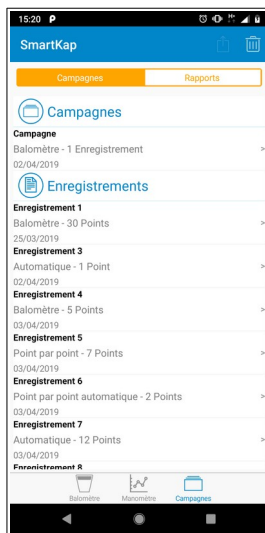 15:20
SmartKap
Campagnes
Rapports
Campagnes
Campagne
Balomètre - 1 Enregistrement
>
02/04/2019
Enregistrements
Enregistrement 1
Balomètre - 30 Points
>
25/03/2019
Enregistrement 3
Automatique - 1 Point
>
02/04/2019
Enregistrement 4
Balomètre - 5 Points
>
03/04/2019
Enregistrement 5
Point par point - 7 Points
>
03/04/2019
Enregistrement 6
Point par point automatique - 2 Points
>
03/04/2019
Enregistrement 7
Automatique - 12 Points
>
03/04/2019
Enregistrement 8
Balomètre
Manomètre
Campagnes